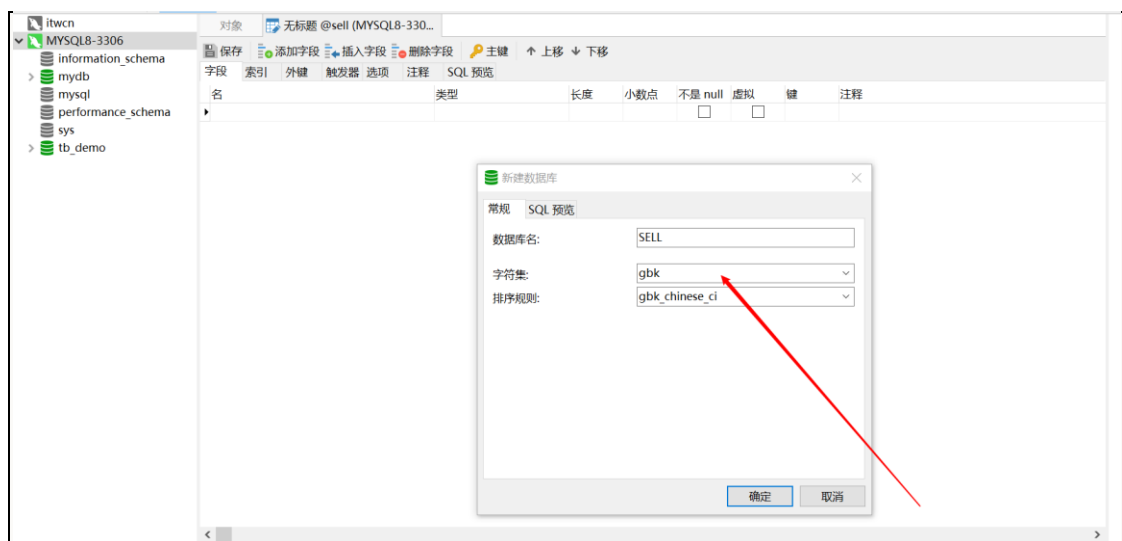 itwcn
MYSQL8-3306
information_schema
mydb
mysql
performance_schema
sys
tb_demo
对象 无标题 @sell (MYSQL8-330...
保存 添加字段 插入字段 删除字段 主键 上移 下移
字段 索引 外键 触发器 选项 注释 SQL 预览
名 类型 长度 小数点 不是 null 虚拟 键 注释
新建数据库
常规 SQL 预览
数据库名: SELL
字符集: gbk
排序规则: gbk_chinese_ci
确定 取消